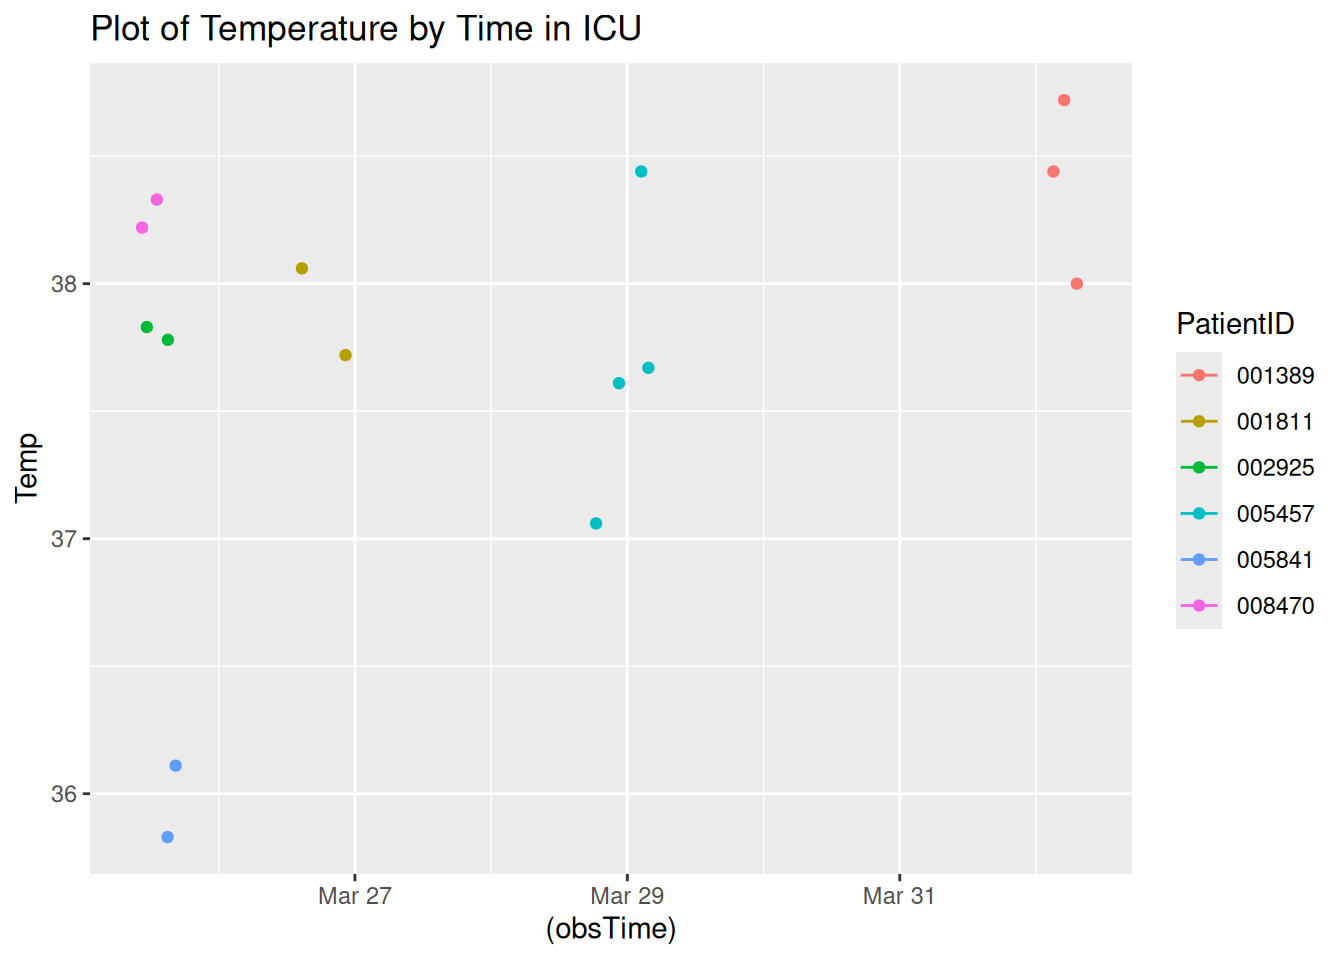 Plot of Temperature by Time in ICU
38
37
36
Temp
Mar 27
Mar 29
Mar 31
(obsTime)
PatientID
001389
001811
002925
005457
005841
008470